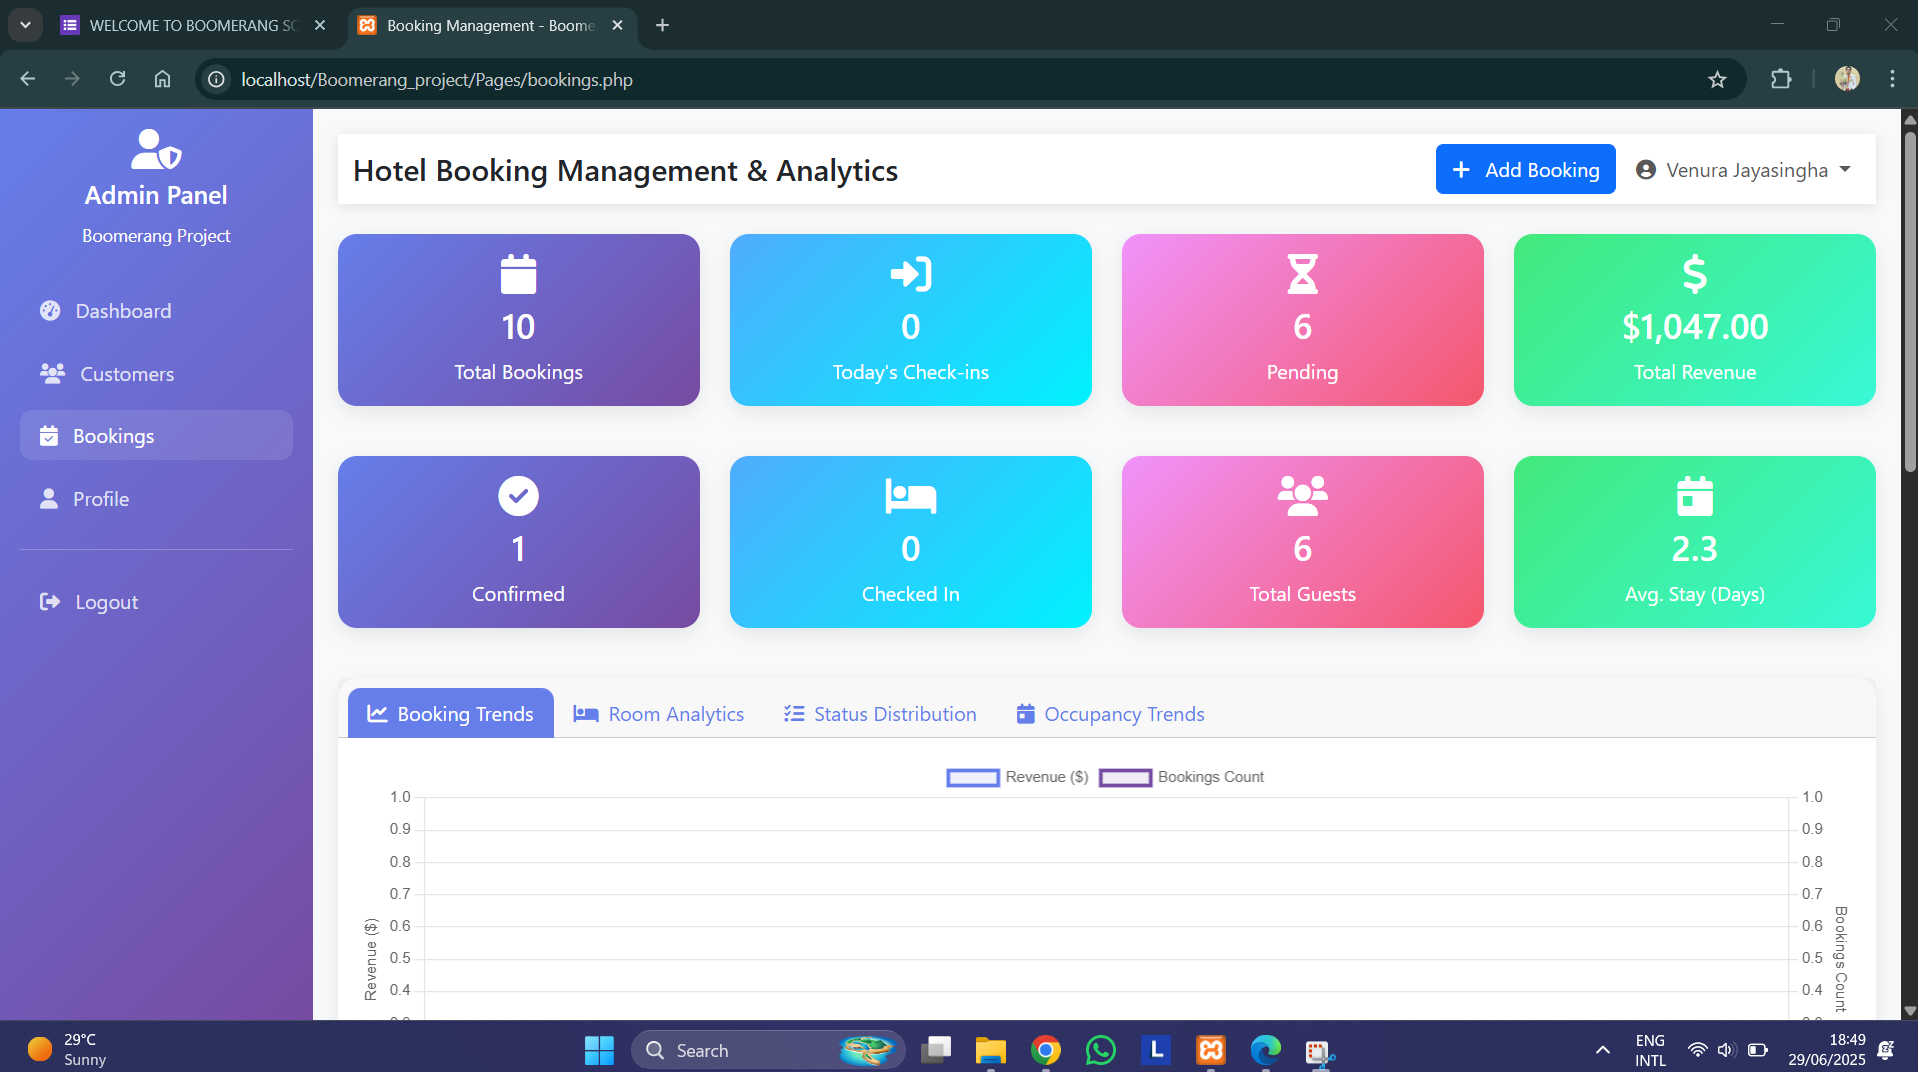 WELCOME TO BOOMERANG SC
Booking Management - Boome
localhost/Boomerang_project/Pages/bookings.php
Admin Panel
Boomerang Project
Dashboard
Customers
Bookings
Profile
Logout
Hotel Booking Management & Analytics
Add Booking
Venura Jayasingha
10
Total Bookings
0
Today's Check-ins
6
Pending
$1,047.00
Total Revenue
1
Confirmed
0
Checked In
6
Total Guests
2.3
Avg. Stay (Days)
Booking Trends
Room Analytics
Status Distribution
Occupancy Trends
Revenue ($)
Bookings Count
1.0
0.9
0.8
0.7
0.6
0.5
0.4
Revenue ($)
1.0
0.9
0.8
0.7
0.6
0.5
0.4
Bookings Count
29°C
Sunny
Search
L
ENG
INTL
18:49
29/06/2025